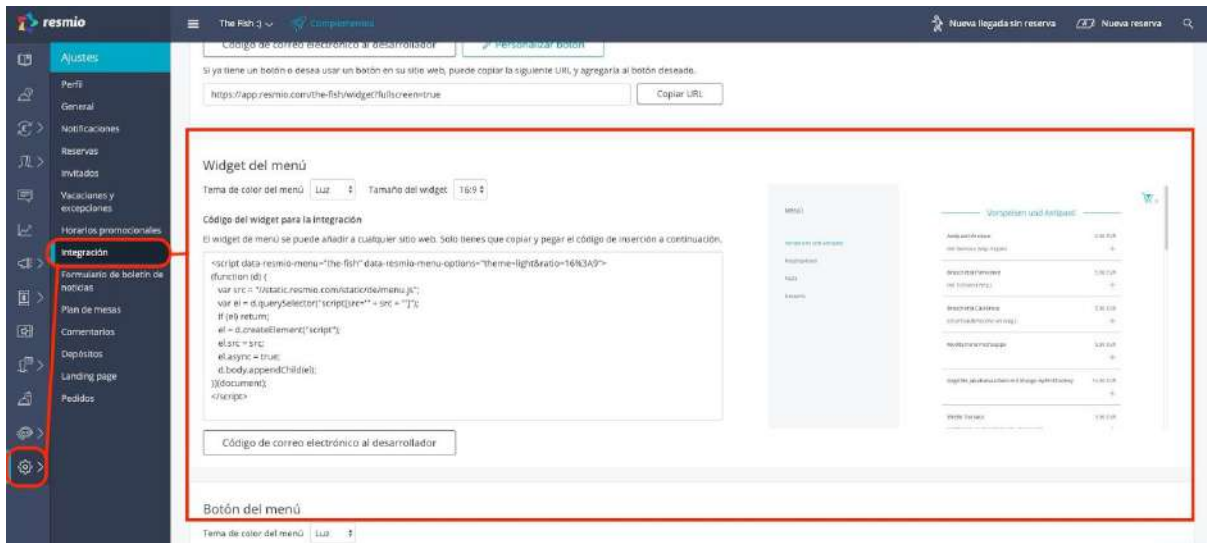 resmio
The Fish :)
Complementos
Nueva llegada sin reserva
Nueva reserva
Ajustes
Perfil
General
Notificaciones
Reservas
Invitados
Vacaciones y
excepciones
Horarios promocionales
Integración
Formulario de boletín de
noticias
Plan de mesas
Comentarios
Depósitos
Landing page
Pedidos
Código de correo electrónico al desarrollador
Personalizar botón
Si ya tiene un botón o desea usar un botón en su sitio web, puede copiar la siguiente URL y agregarla al botón deseado.
https://app.resmio.com/the-fish/widget?fullscreen=true
Copiar URL
Widget del menú
Tema de color del menú Luz Tamaño del widget 16:9
Código del widget para la integración
El widget de menú se puede añadir a cualquier sitio web. Solo tienes que copiar y pegar el código de inserción a continuación.
<script data-resmio-menu="the-fish" data-resmio-menu-options="theme=light&ratio=16%3A9">
(function (d) {
var src = "//static.resmio.com/static/de/menu.js";
var el = d.querySelector("script[src='" + src + "']");
if (el) return;
el = d.createElement("script");
el.src = src;
el.async = true;
d.body.appendChild(el);
})(document);
</script>
Código de correo electrónico al desarrollador
MENÜ
Vorspeisen und Antipasti
Botón del menú
Tema de color del menú Luz